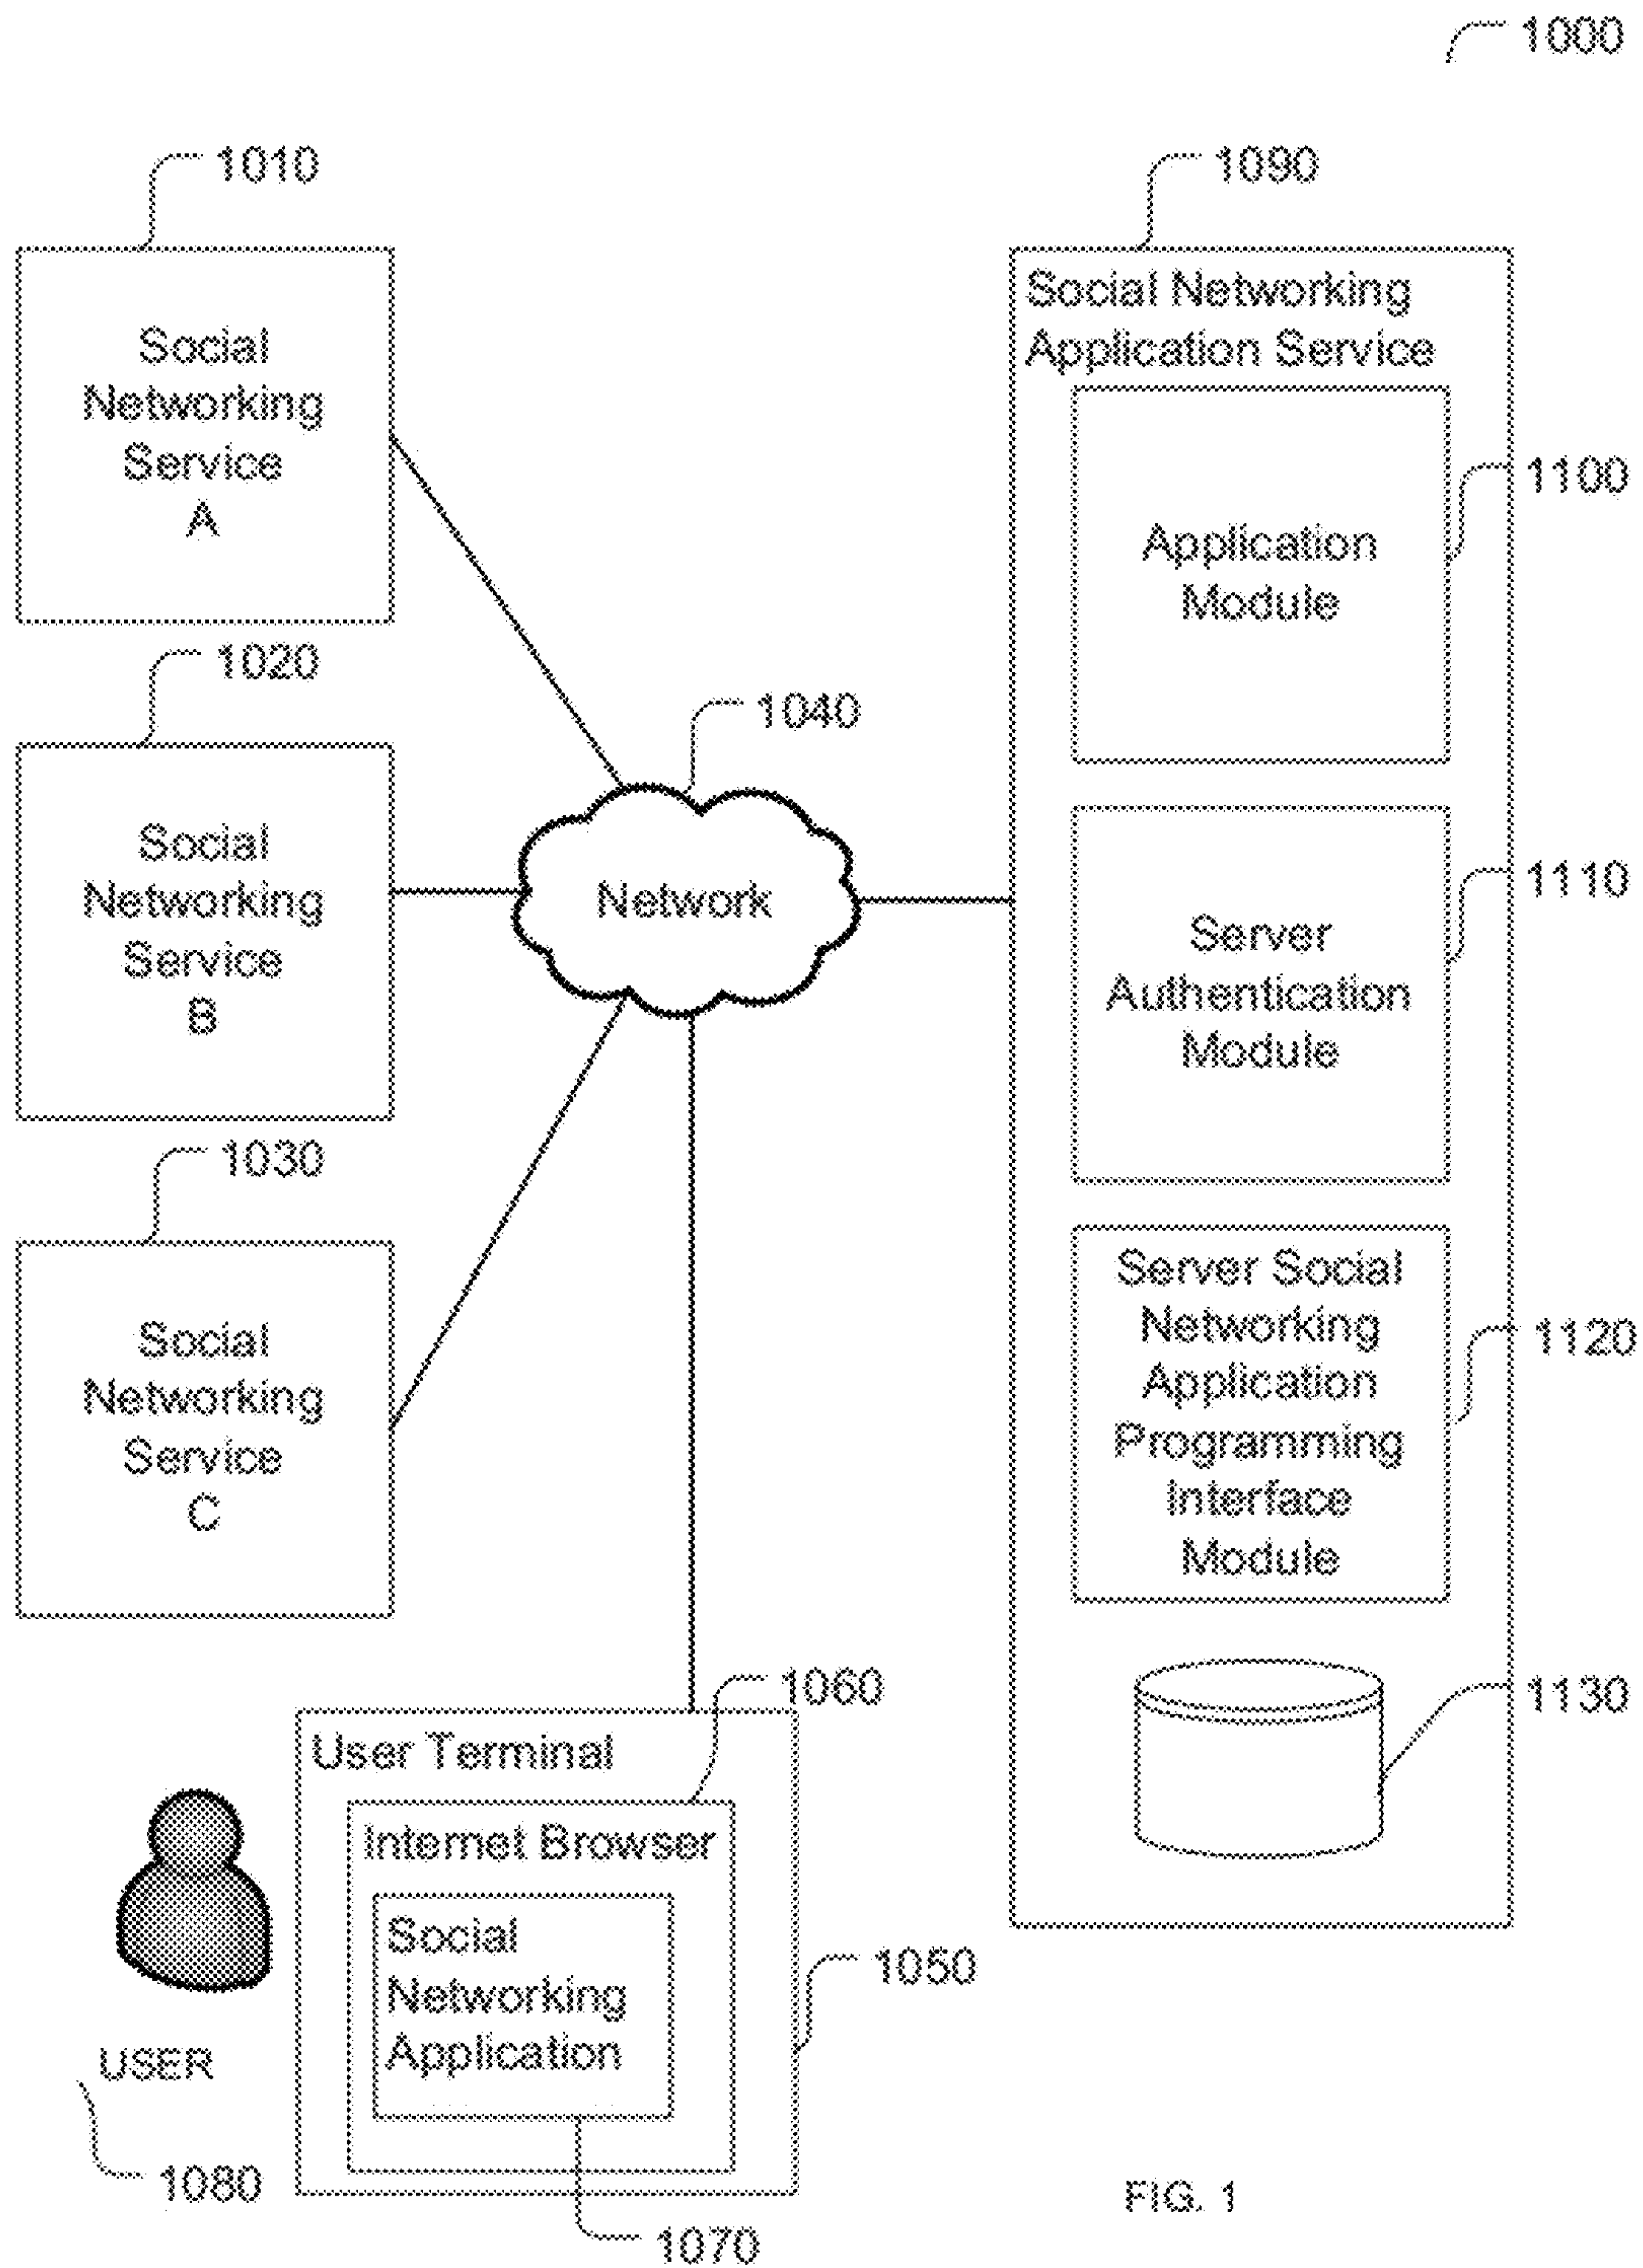 1000
1010
Social
Networking
Service
A
1020
Social
Networking
Service
B
1030
Social
Networking
Service
C
1040
Network
1090
Social Networking
Application Service
Application
Module
1100
Server
Authentication
Module
1110
Server Social
Networking
Application
Programming
Interface
Module
1120
1130
1060
User Terminal
Internet Browser
Social
Networking
Application
1050
USER
1080
1070
FIG. 1